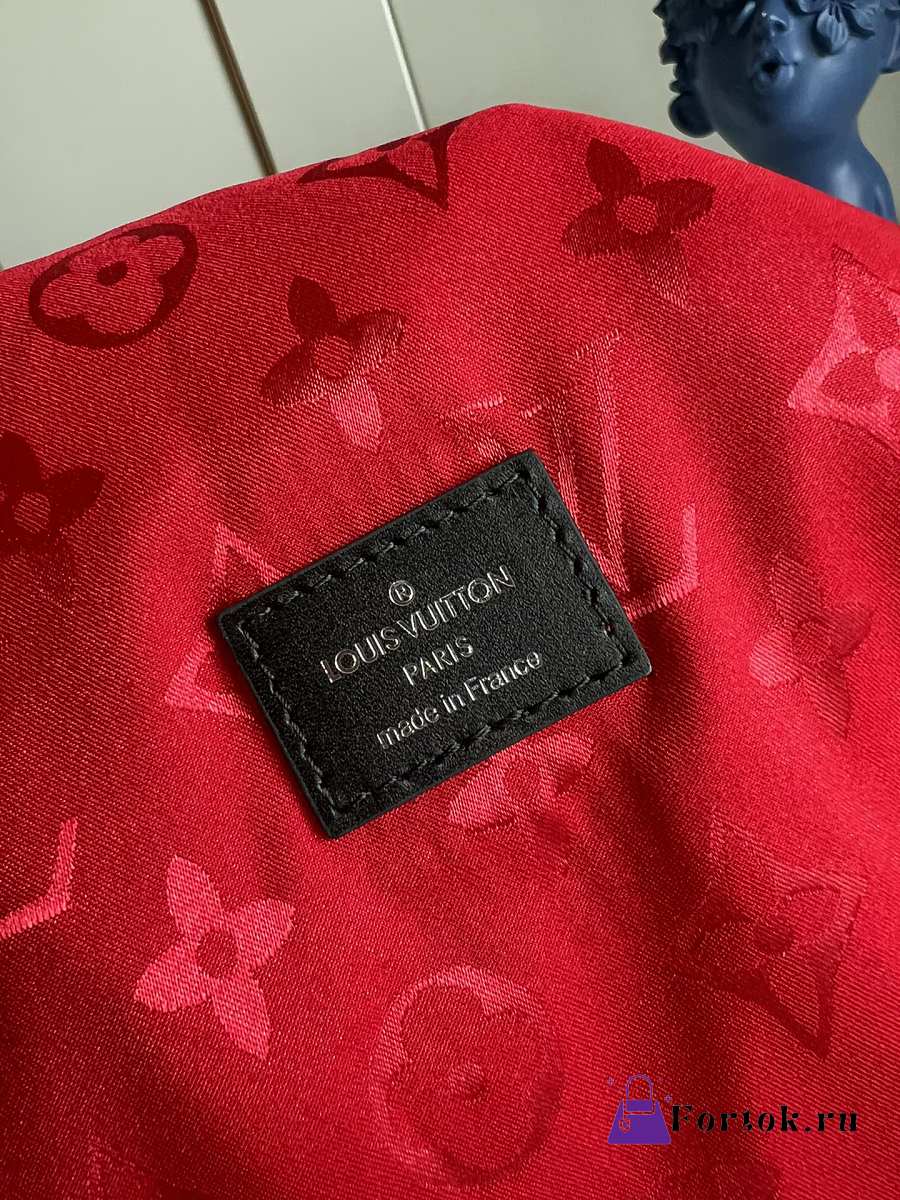 ®
LOUIS VUITTON
PARIS
made in France
Fortok.ru